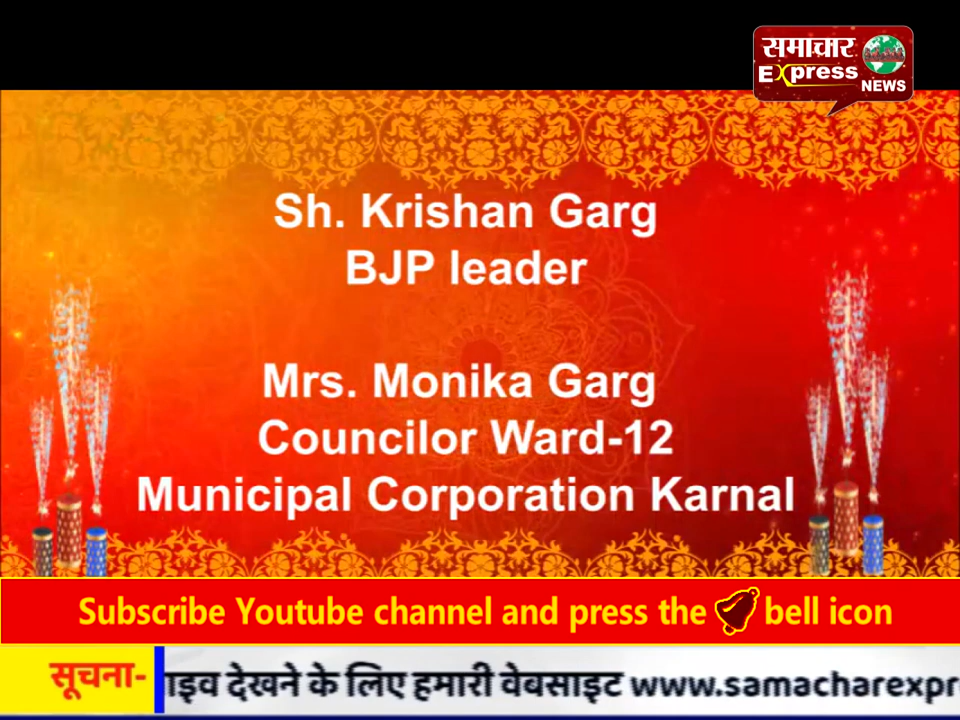 समाचार
Express
NEWS
Sh. Krishan Garg
BJP leader
Mrs. Monika Garg
Councilor Ward-12
Municipal Corporation Karnal
Subscribe Youtube channel and press the bell icon
सूचना-
देखने के लिए हमारी वेबसाइट www.samacharexpr